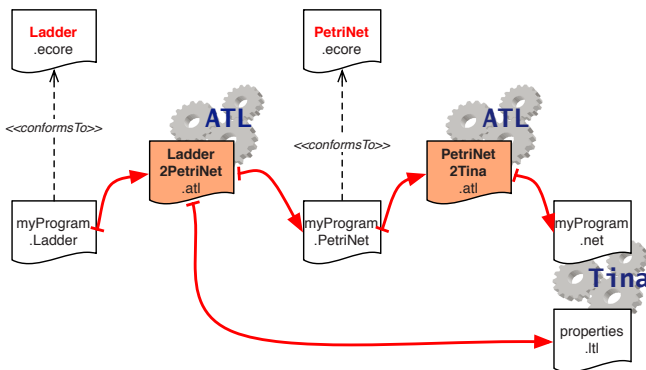 Ladder
.ecore
PetriNet
.ecore
ATL
ATL
<<conformsTo>>
<<conformsTo>>
Ladder
2PetriNet
.atl
PetriNet
2Tina
.atl
myProgram
.Ladder
myProgram
.PetriNet
myProgram
.net
Tina
properties
.ltl